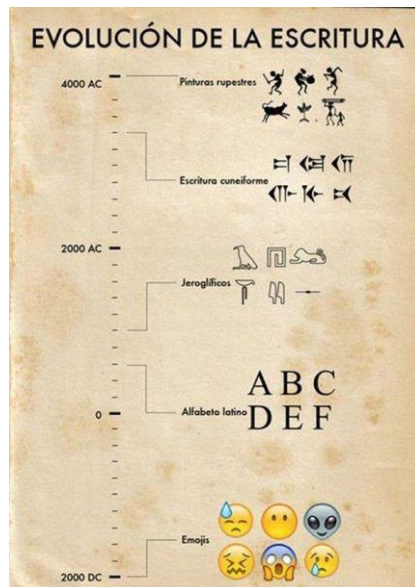 EVOLUCIÓN DE LA ESCRITURA
4000 AC
Pinturas rupestres
Escritura cuneiforme
2000 AC
Jeroglíficos
A B C
Alfabeto latino D E F
0
Emojis
2000 DC